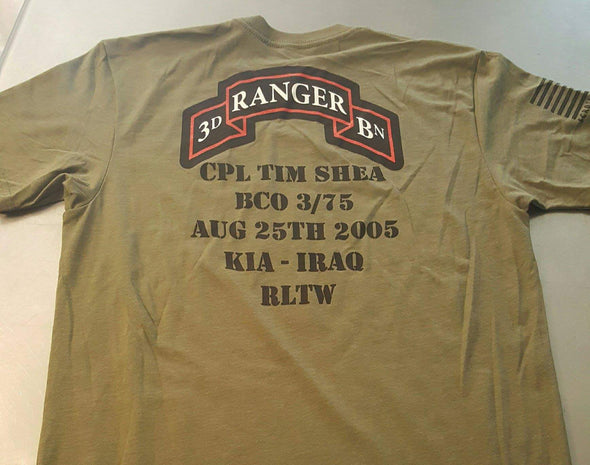 3D RANGER BN
CPL TIM SHEA
BCO 3/75
AUG 25TH 2005
KIA - IRAQ
RLTW